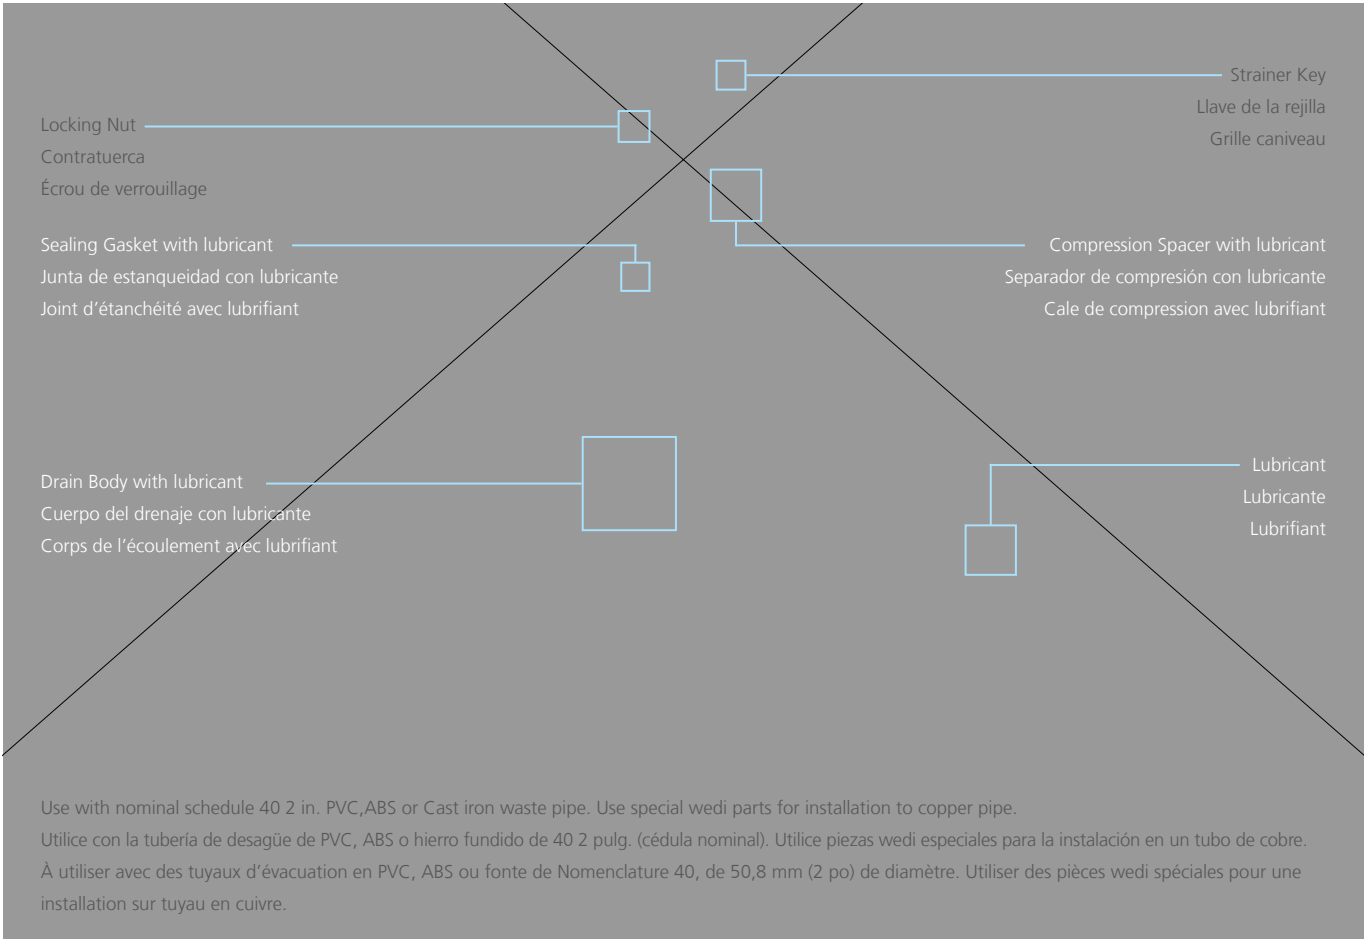 Strainer Key
Llave de la rejilla
Grille caniveau
Locking Nut
Contratuerca
Écrou de verrouillage
Sealing Gasket with lubricant
Junta de estanqueidad con lubricante
Joint d’étanchéité avec lubrifiant
Compression Spacer with lubricant
Separador de compresión con lubricante
Cale de compression avec lubrifiant
Drain Body with lubricant
Cuerpo del drenaje con lubricante
Corps de l’écoulement avec lubrifiant
Lubricant
Lubricante
Lubrifiant
Use with nominal schedule 40 2 in. PVC,ABS or Cast iron waste pipe. Use special wedi parts for installation to copper pipe.
Utilice con la tubería de desagüe de PVC, ABS o hierro fundido de 40 2 pulg. (cédula nominal). Utilice piezas wedi especiales para la instalación en un tubo de cobre.
À utiliser avec des tuyaux d’évacuation en PVC, ABS ou fonte de Nomenclature 40, de 50,8 mm (2 po) de diamètre. Utiliser des pièces wedi spéciales pour une
installation sur tuyau en cuivre.